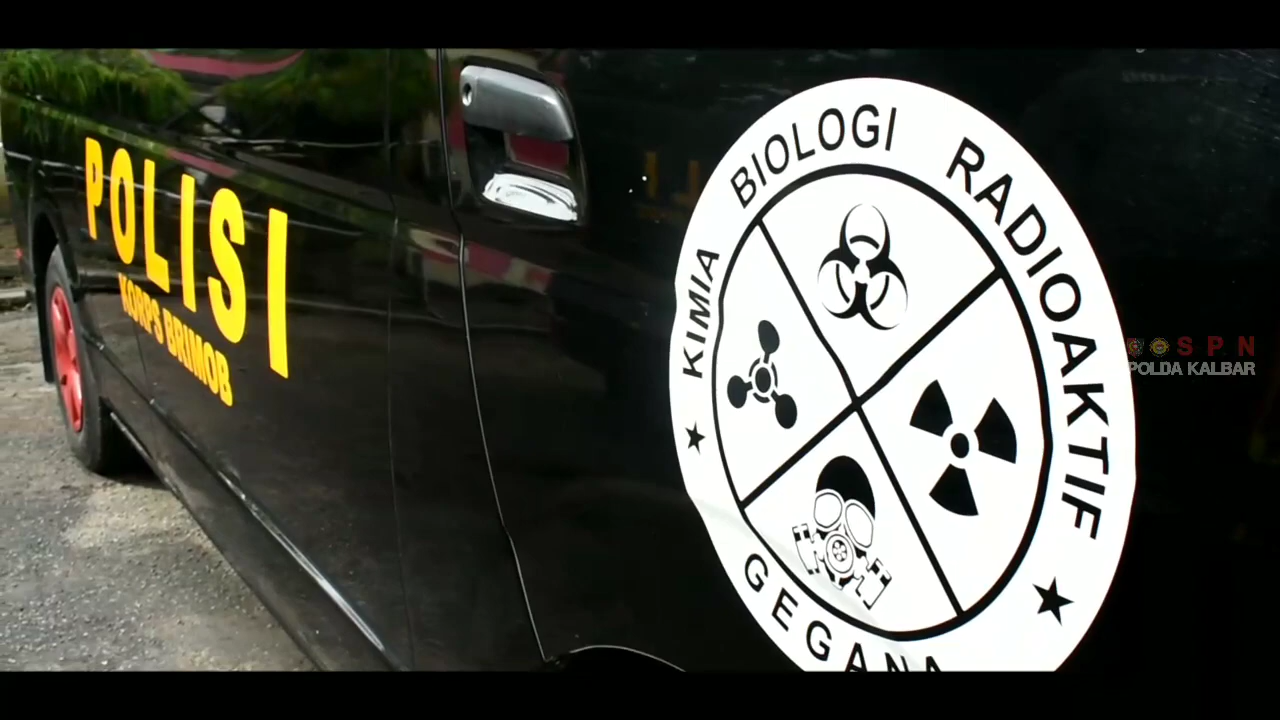 POLISI
KORPS BRIMOB
KIMIA BIOLOGI RADIOAKTIF
GEGANA
SPN
POLDA KALBAR